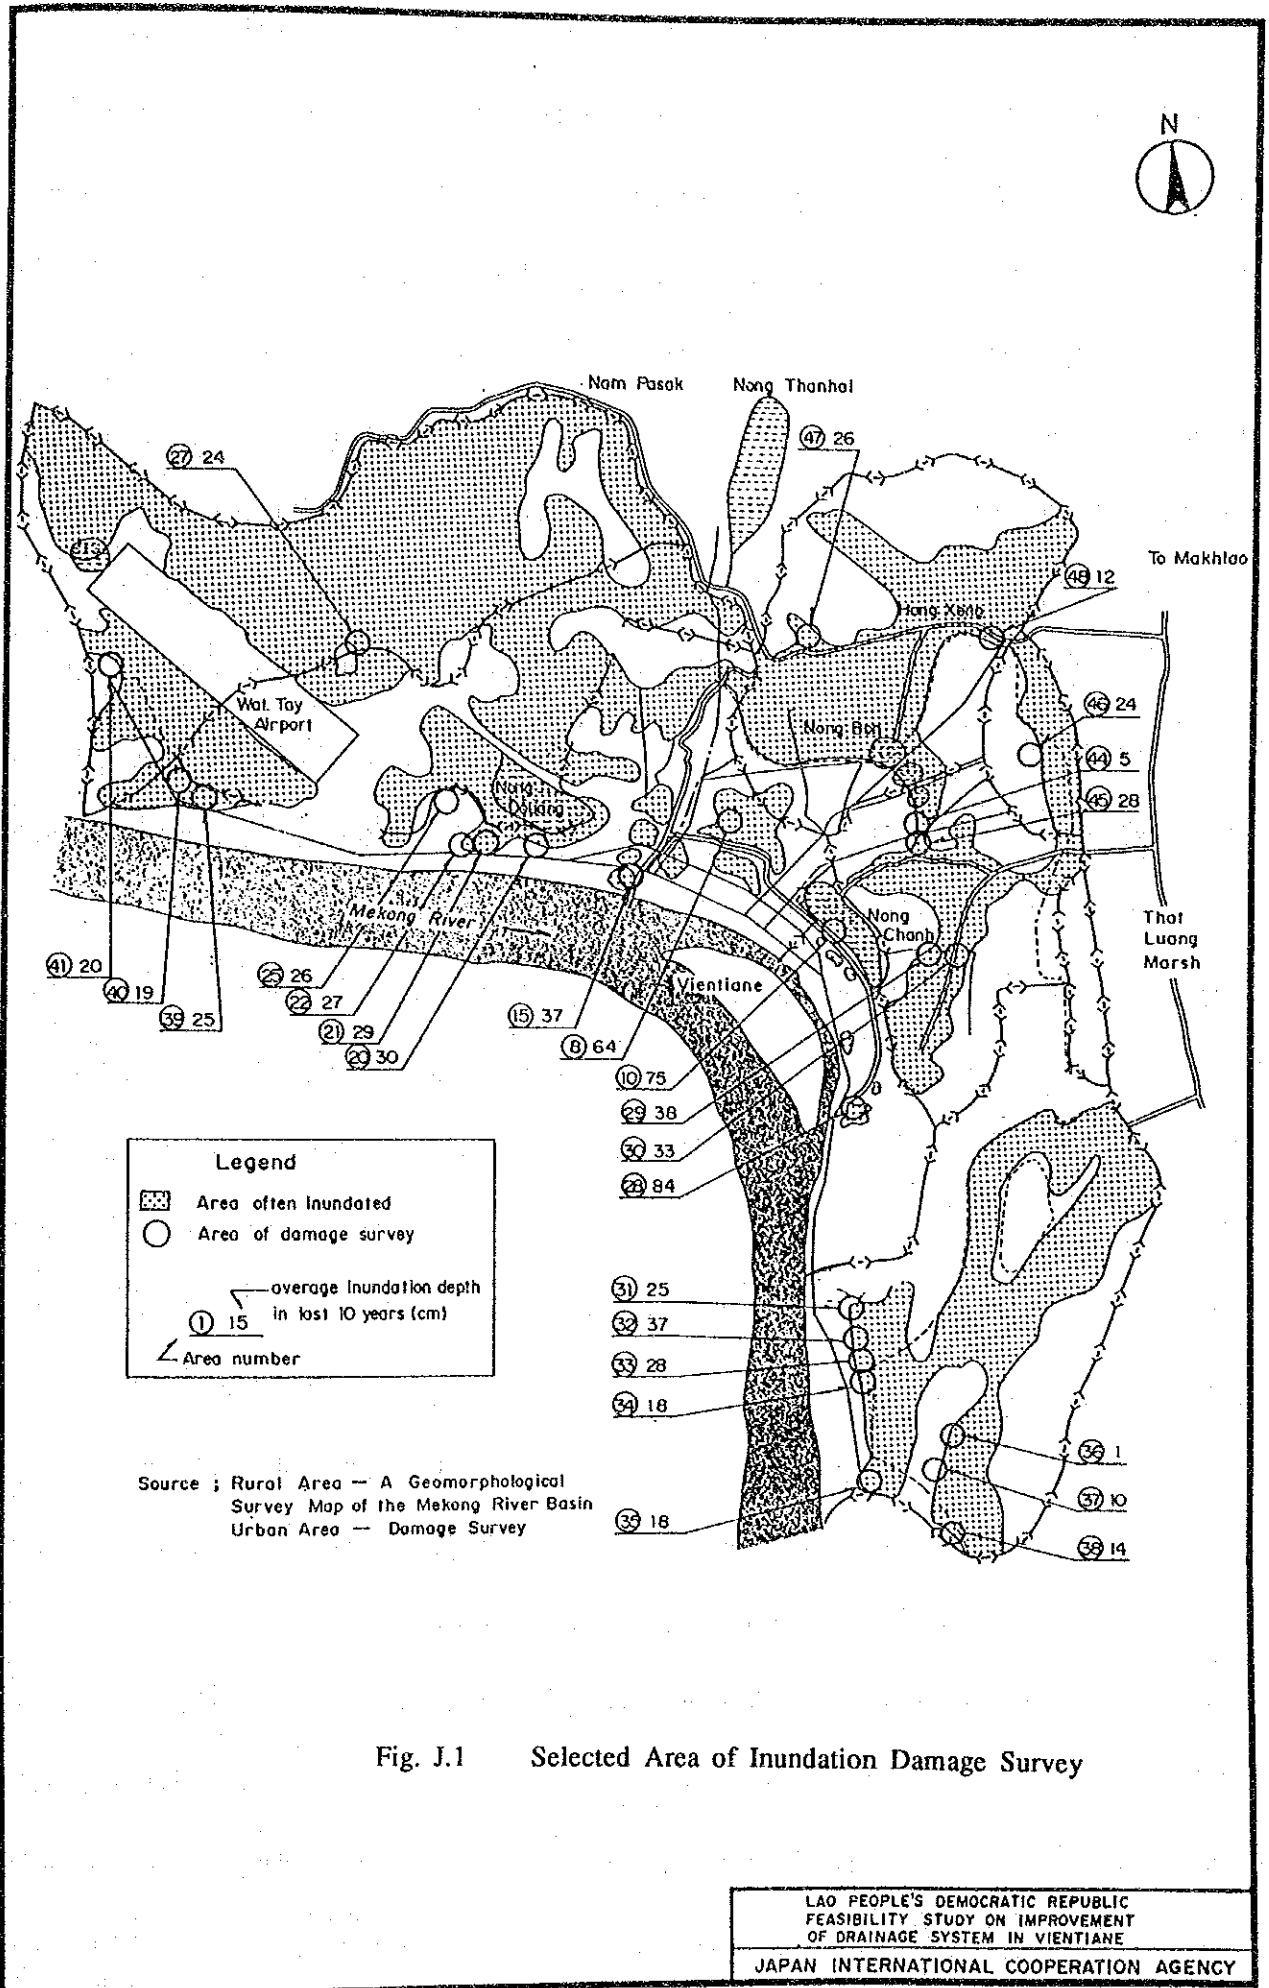 N
Nam Pasak
Nong Thanhai
47 26
27 24
To Makhiao
48 12
Hong Xeng
46 24
Wat. Tay
Airport
Nong Bon
44 5
45 28
Nong
Chanh
Mekong River
That
Luang
Marsh
41 20
40 19
39 25
25 26
22 27
21 29
20 30
15 37
8 64
Vientiane
10 75
29 38
30 33
28 84
Legend
Area often inundated
Area of damage survey
average inundation depth
in last 10 years (cm)
1 15
Area number
31 25
32 37
33 28
34 18
36 1
37 10
35 18
38 14
Source ; Rural Area — A Geomorphological
Survey Map of the Mekong River Basin
Urban Area — Damage Survey
Fig. J.1 Selected Area of Inundation Damage Survey
LAO PEOPLE'S DEMOCRATIC REPUBLIC
FEASIBILITY STUDY ON IMPROVEMENT
OF DRAINAGE SYSTEM IN VIENTIANE
JAPAN INTERNATIONAL COOPERATION AGENCY